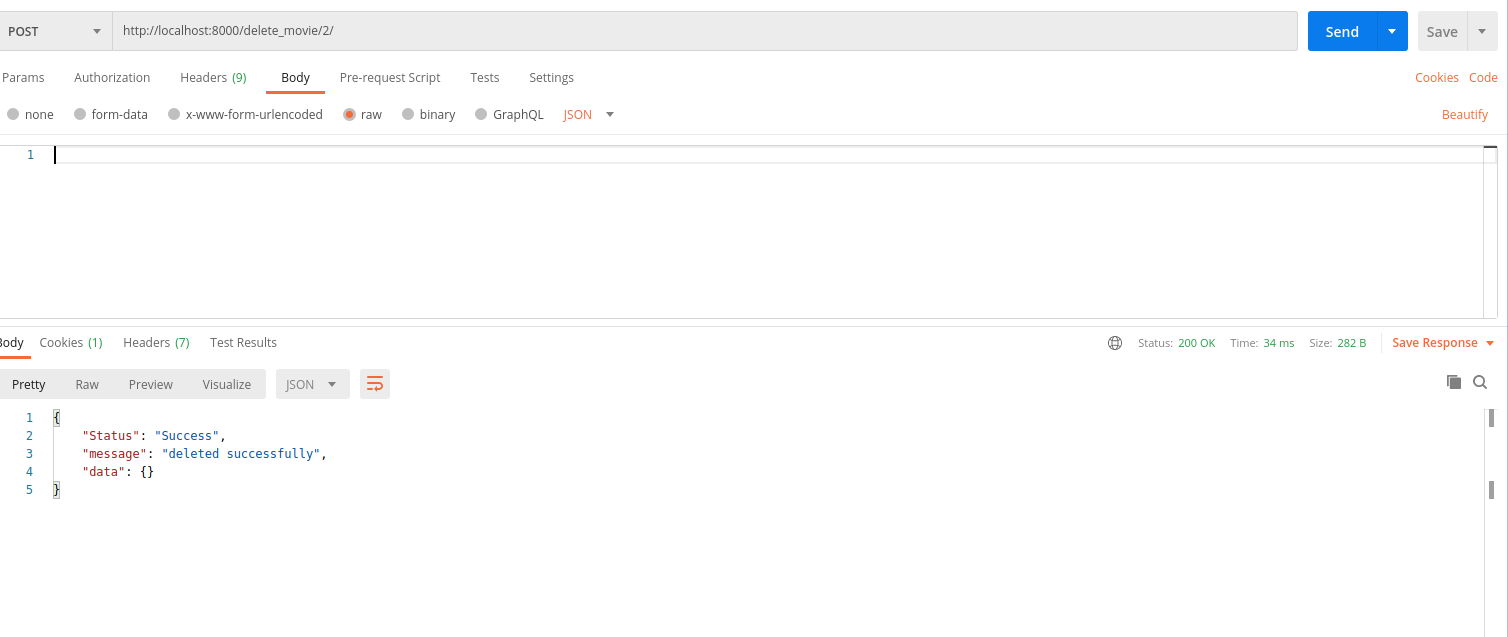 POST http://localhost:8000/delete_movie/2/ Send Save
Params Authorization Headers (9) Body Pre-request Script Tests Settings Cookies Code
none form-data x-www-form-urlencoded raw binary GraphQL JSON Beautify
1
Body Cookies (1) Headers (7) Test Results Status: 200 OK Time: 34 ms Size: 282 B Save Response
Pretty Raw Preview Visualize JSON
1 {
2 "Status": "Success",
3 "message": "deleted successfully",
4 "data": {}
5 }